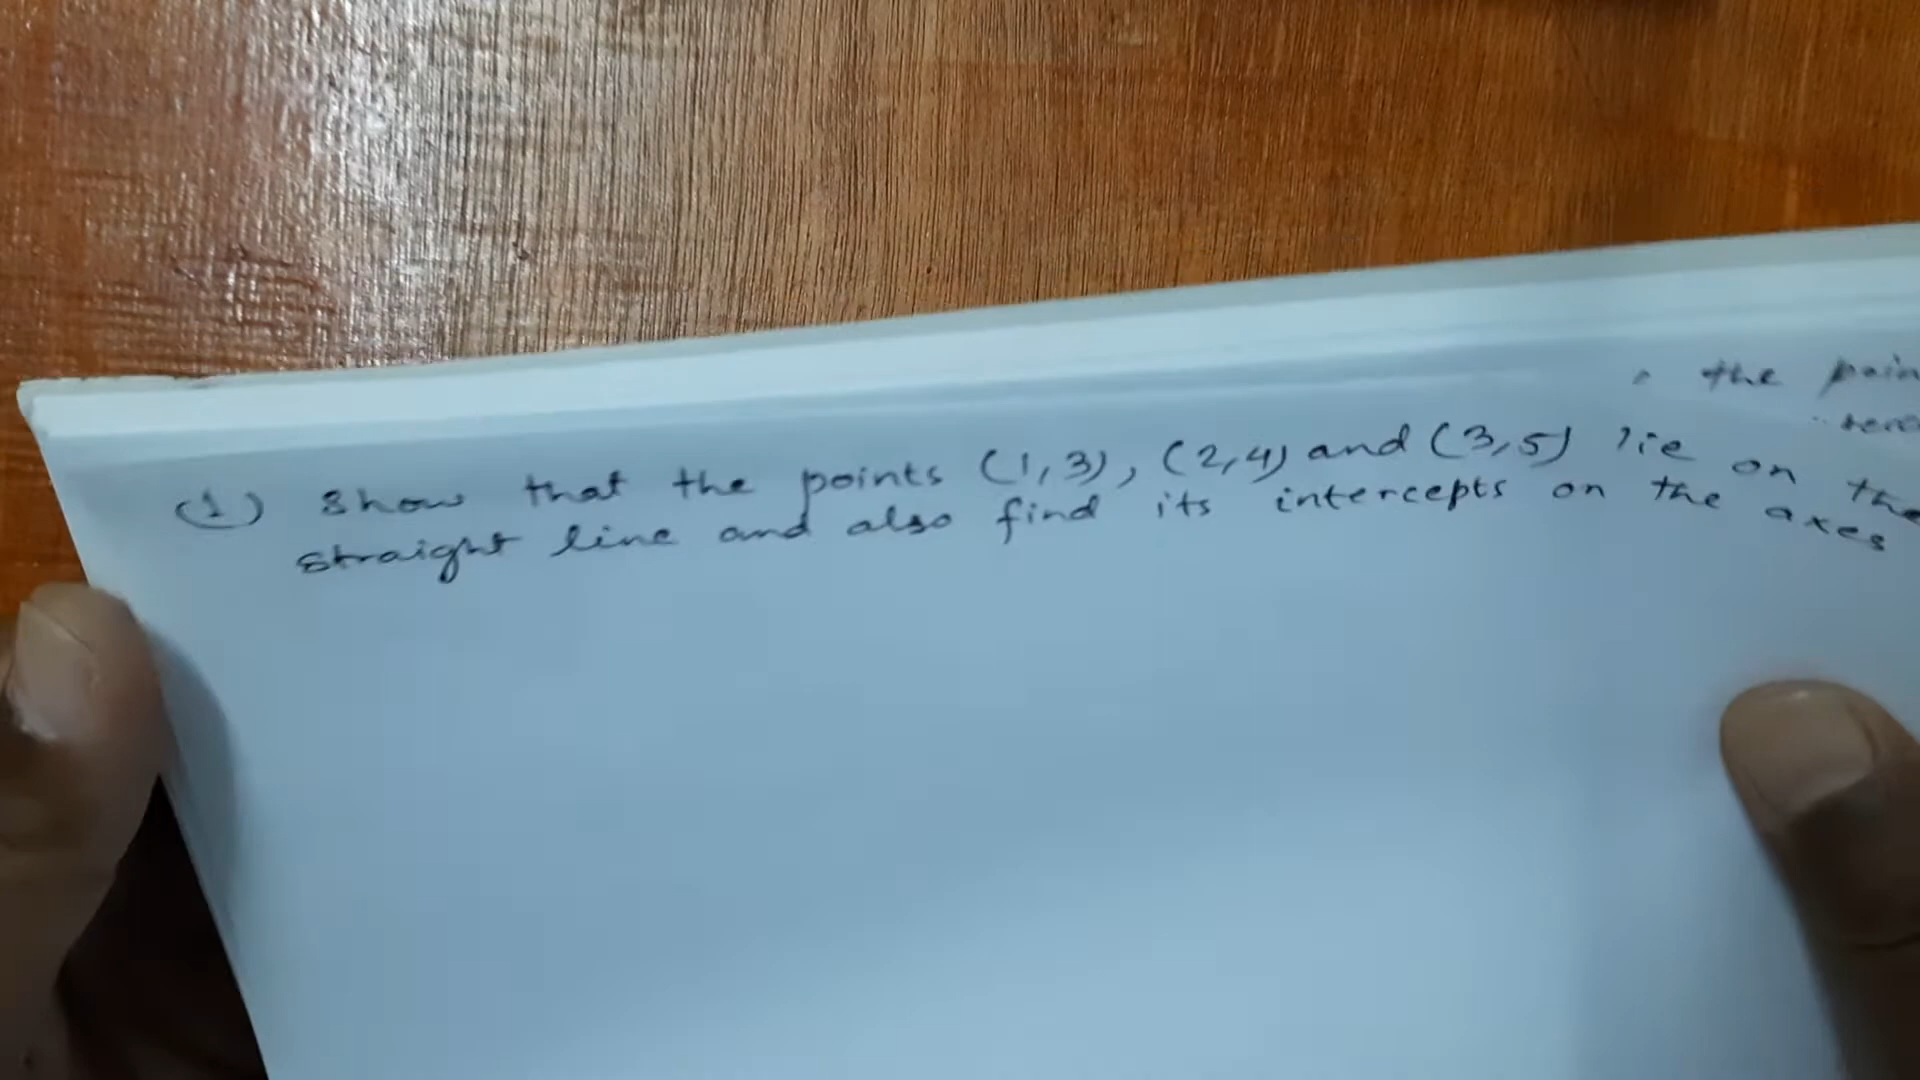 the
(1) Show that the points (1,3), (2,4) and (3,5) lie on the
straight line and also find its intercepts on the axes